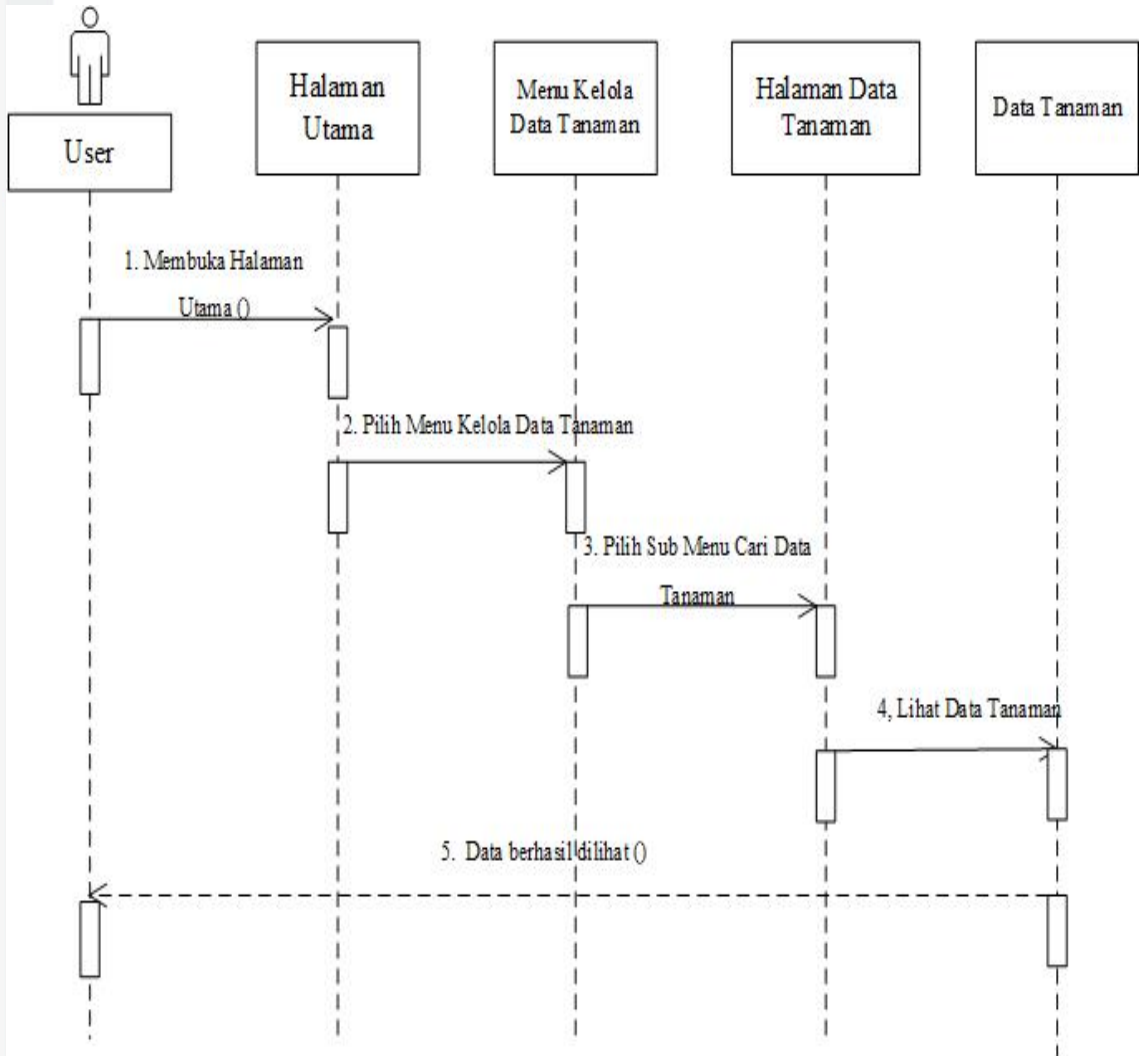 User
Halaman
Utama
Menu Kelola
Data Tanaman
Halaman Data
Tanaman
Data Tanaman
1. Membuka Halaman
Utama ()
2. Pilih Menu Kelola Data Tanaman
3. Pilih Sub Menu Cari Data
Tanaman
4, Lihat Data Tanaman
5. Data berhasil dilihat ()